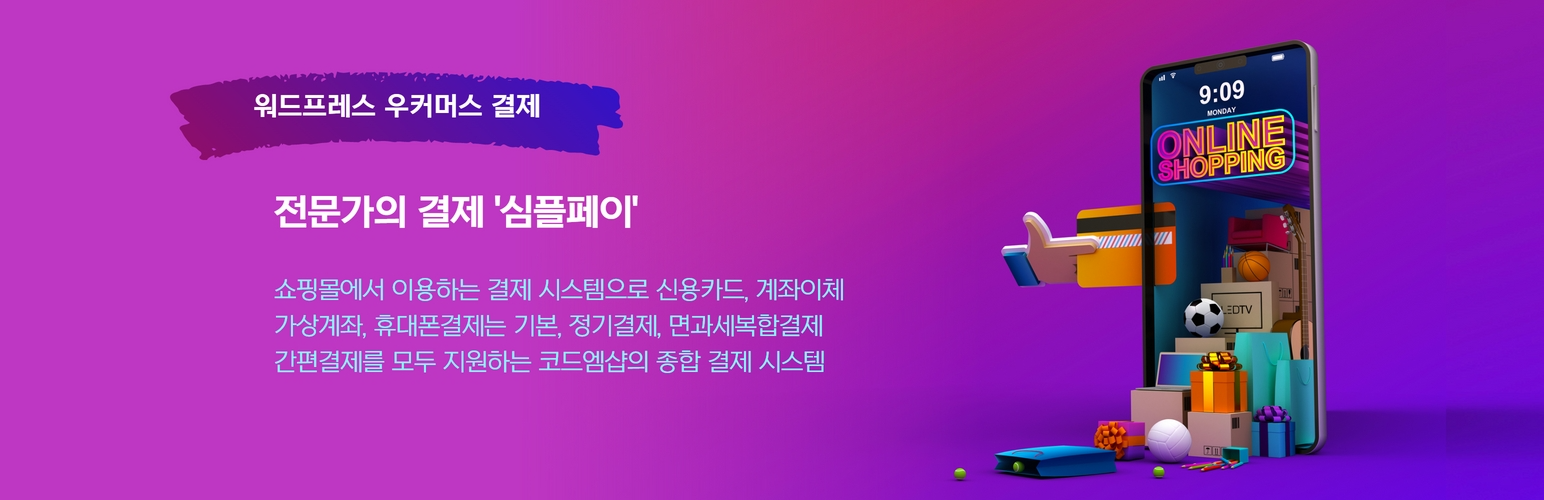 워드프레스 우커머스 결제
전문가의 결제 '심플페이'
쇼핑몰에서 이용하는 결제 시스템으로 신용카드, 계좌이체
가상계좌, 휴대폰결제는 기본, 정기결제, 면과세복합결제
간편결제를 모두 지원하는 코드엠샵의 종합 결제 시스템
9:09
MONDAY
ONLINE
SHOPPING
LEDTV